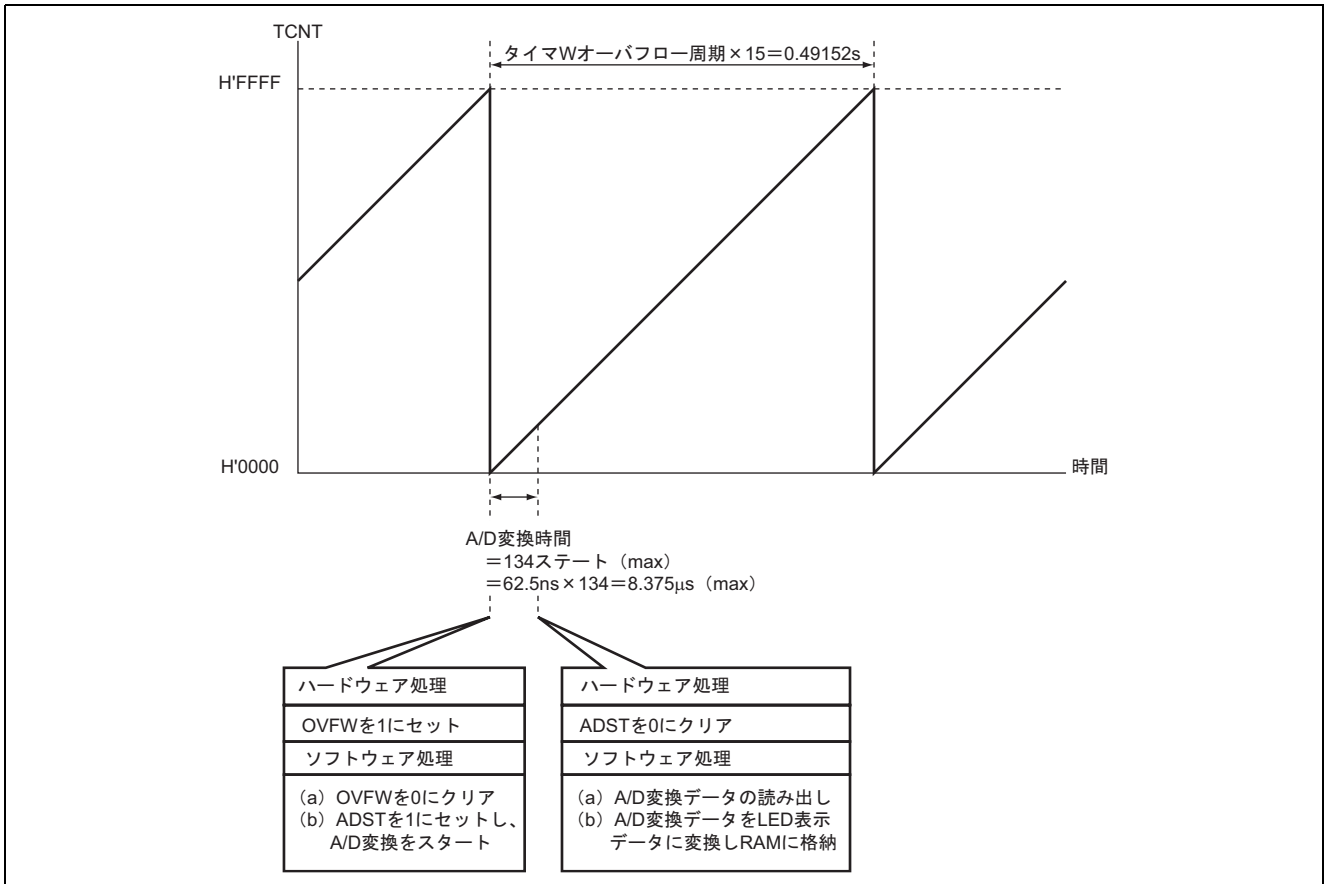 TCNT
タイマWオーバフロー周期×15＝0.49152s
H'FFFF
H'0000
時間
A/D変換時間
＝134ステート（max）
＝62.5ns×134＝8.375μs（max）
ハードウェア処理
OVFWを1にセット
ソフトウェア処理
（a）OVFWを0にクリア
（b）ADSTを1にセットし、
A/D変換をスタート
ハードウェア処理
ADSTを0にクリア
ソフトウェア処理
（a）A/D変換データの読み出し
（b）A/D変換データをLED表示
データに変換しRAMに格納